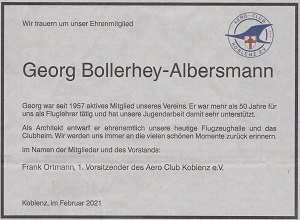 Wir trauern um unser Ehrenmitglied
AERO-CLUB
KOBLENZ E.V.
Georg Bollerhey-Albersmann
Georg war seit 1957 aktives Mitglied unseres Vereins. Er war mehr als 50 Jahre für
uns als Fluglehrer tätig und hat unsere Jugendarbeit damit sehr unterstützt.
Als Architekt entwarf er ehrenamtlich unsere heutige Flugzeughalle und das
Clubheim. Wir werden uns immer an die vielen schönen Momente zurück erinnern.
im Namen der Mitglieder und des Vorstands:
Frank Ortmann, 1. Vorsitzender des Aero Club Koblenz e.V.
Koblenz, im Februar 2021